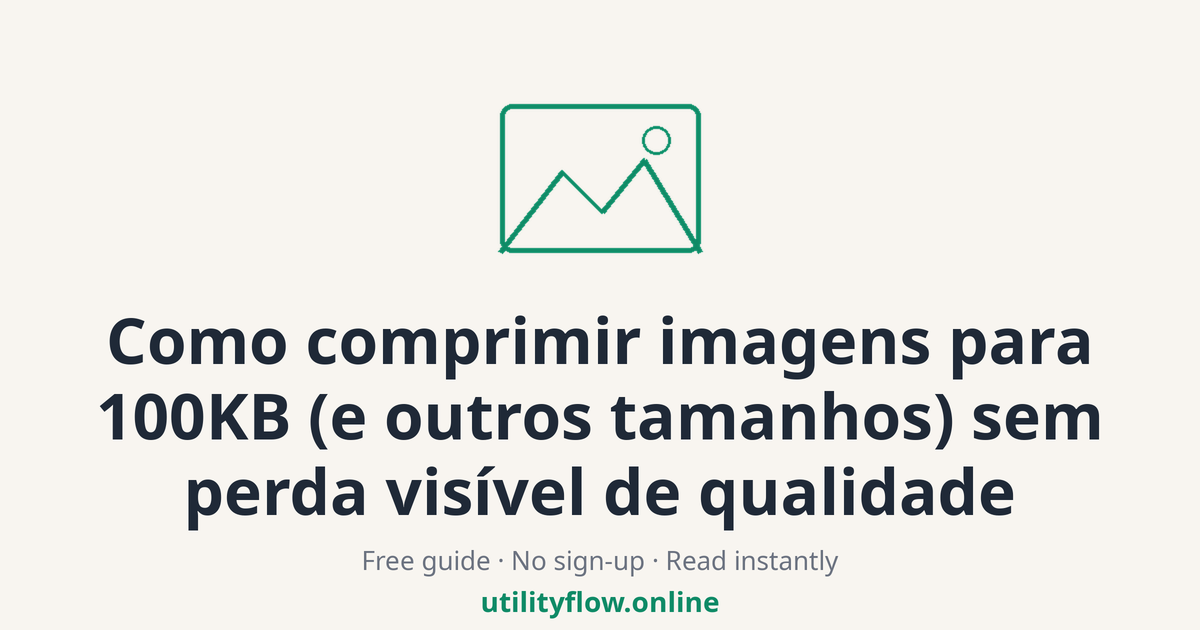 Como comprimir imagens para
100KB (e outros tamanhos) sem
perda visível de qualidade
Free guide · No sign-up · Read instantly
utilityflow.online